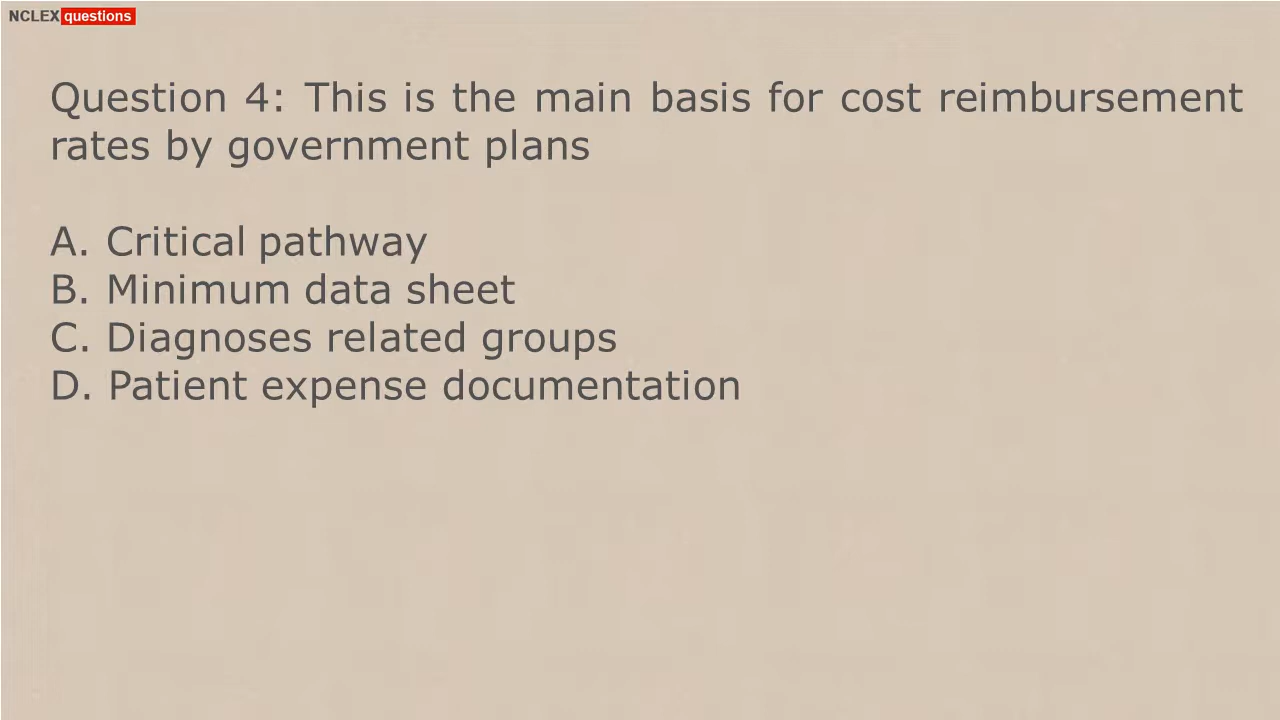 NCLEX questions
Question 4: This is the main basis for cost reimbursement
rates by government plans
A. Critical pathway
B. Minimum data sheet
C. Diagnoses related groups
D. Patient expense documentation